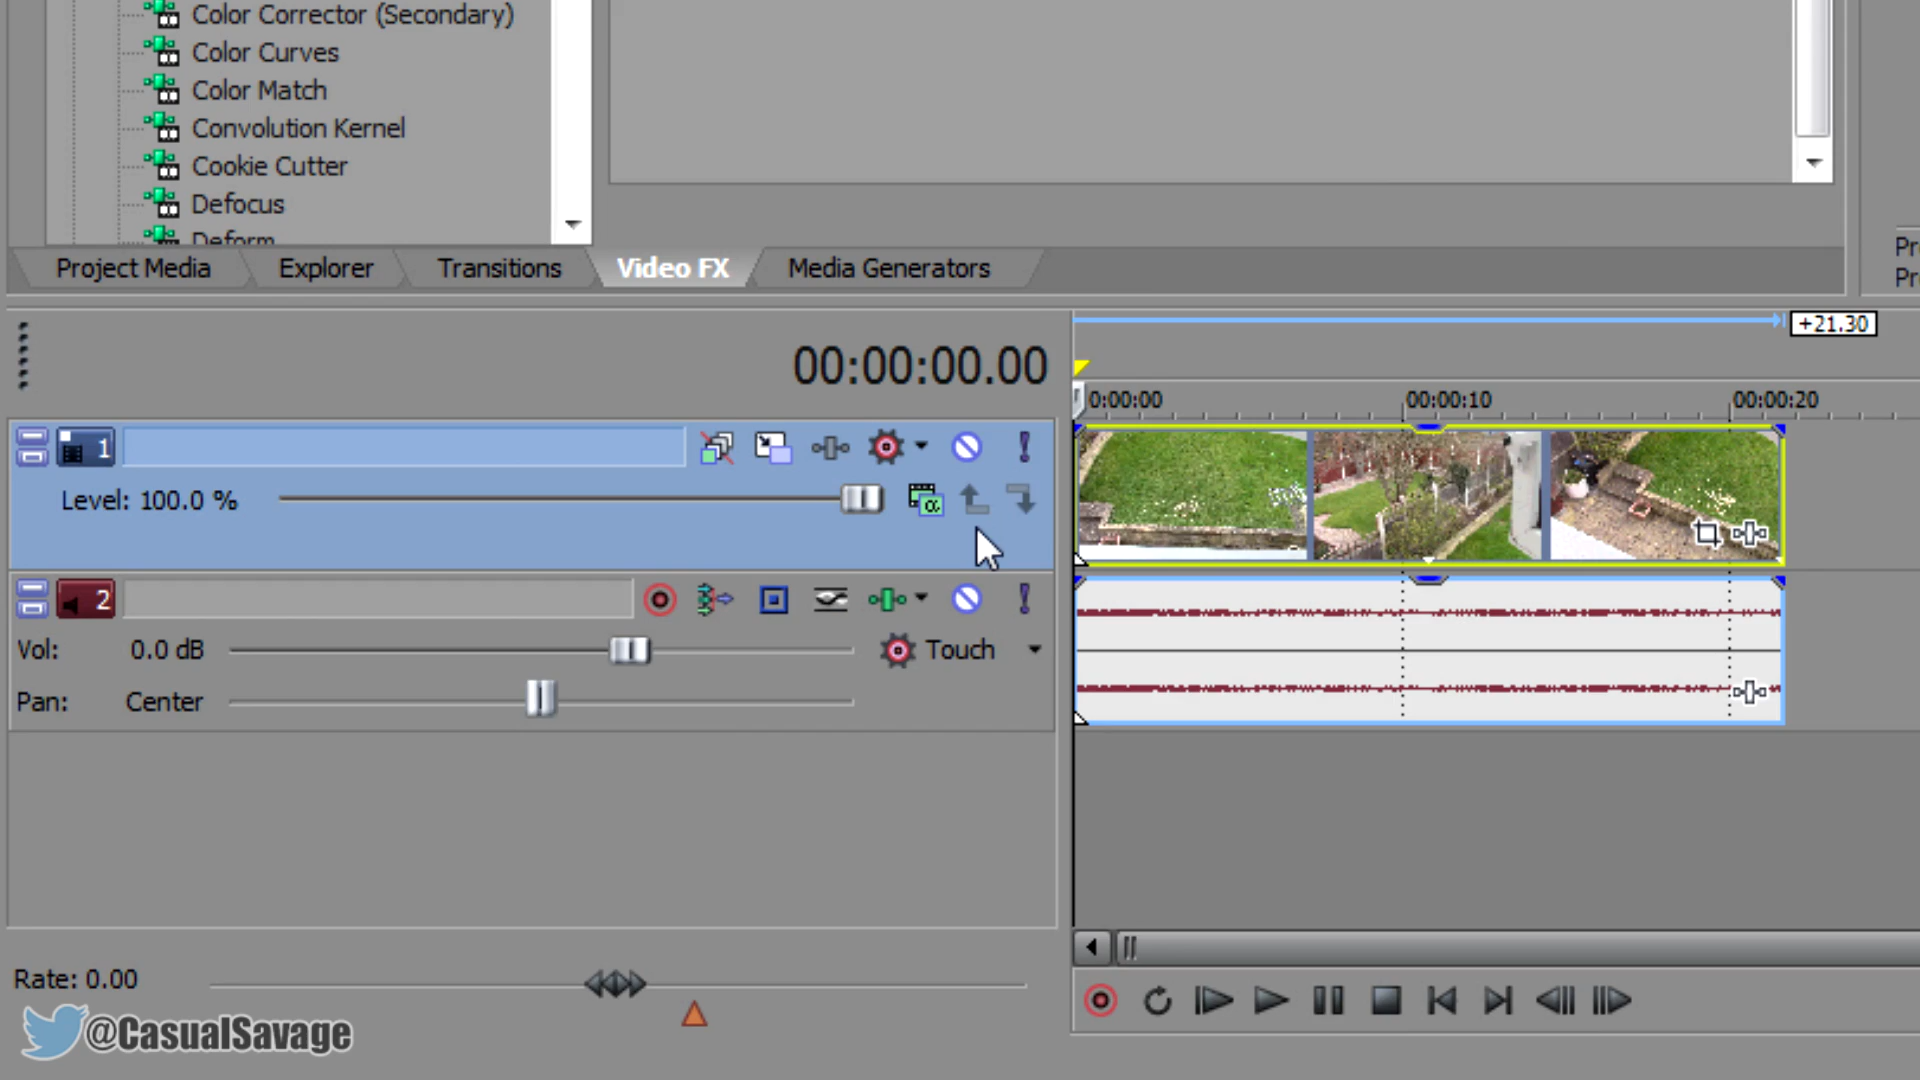 Color Corrector (Secondary)
Color Curves
Color Match
Convolution Kernel
Cookie Cutter
Defocus
Deform
Project Media
Explorer
Transitions
Video FX
Media Generators
+21.30
00:00:00.00
0:00:00
00:00:10
00:00:20
1
Level: 100.0 %
2
Vol:
0.0 dB
Touch
Pan:
Center
Rate: 0.00
@CasualSavage